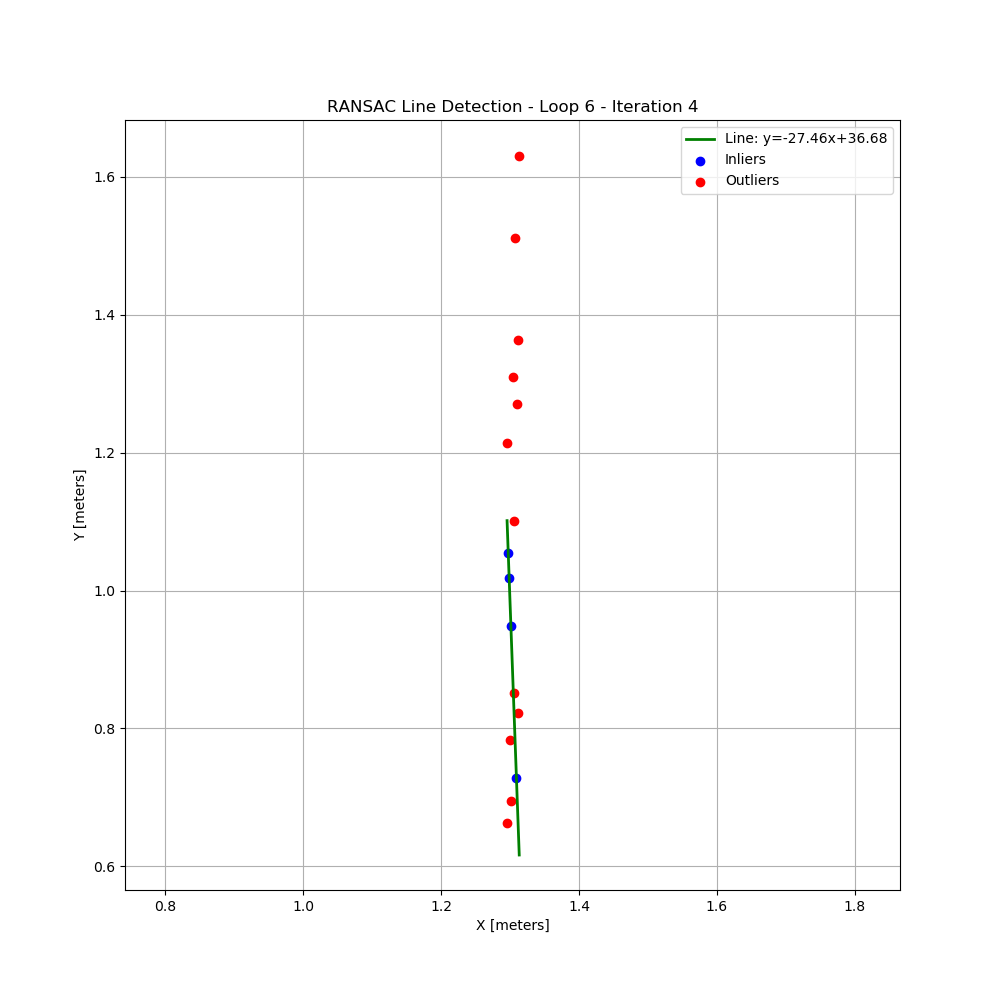 RANSAC Line Detection - Loop 6 - Iteration 4
Line: y=-27.46x+36.68
Inliers
Outliers
1.6
1.4
1.2
1.0
0.8
0.6
Y [meters]
0.8 1.0 1.2 1.4 1.6 1.8
X [meters]